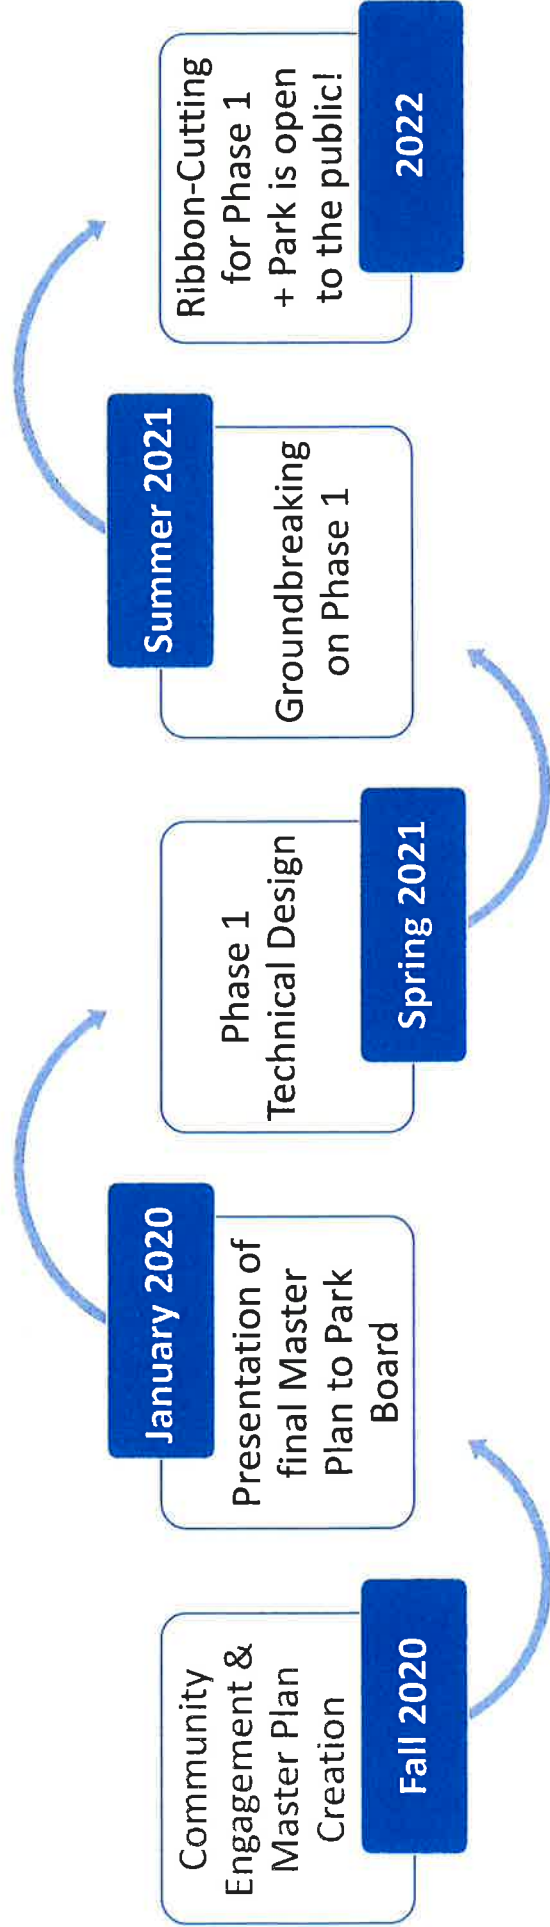 Community
Engagement &
Master Plan
Creation
Fall 2020
January 2020
Presentation of
final Master
Plan to Park
Board
Phase 1
Technical Design
Spring 2021
Summer 2021
Groundbreaking
on Phase 1
Ribbon-Cutting
for Phase 1
+ Park is open
to the public!
2022